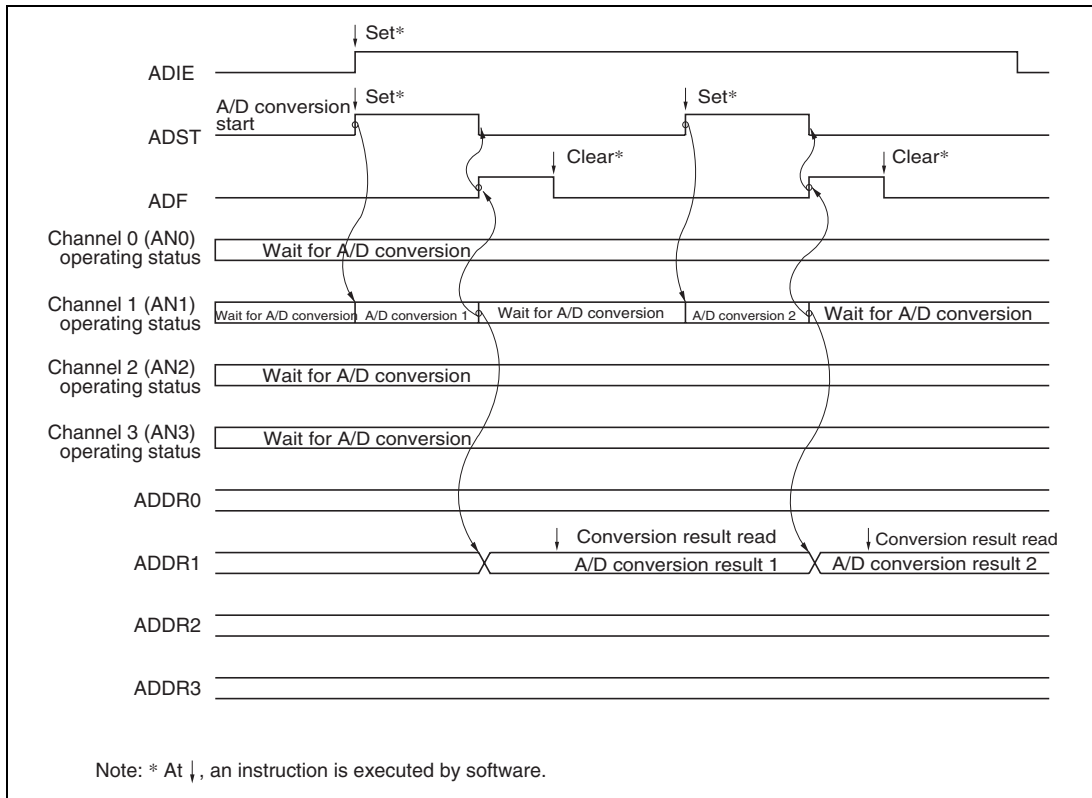 Set*
ADIE
A/D conversion
start
Set*
Set*
ADST
Clear*
Clear*
ADF
Channel 0 (AN0)
operating status
Wait for A/D conversion
Channel 1 (AN1)
operating status
Wait for A/D conversion
A/D conversion 1
Wait for A/D conversion
A/D conversion 2
Wait for A/D conversion
Channel 2 (AN2)
operating status
Wait for A/D conversion
Channel 3 (AN3)
operating status
Wait for A/D conversion
ADDR0
Conversion result read
Conversion result read
ADDR1
A/D conversion result 1
A/D conversion result 2
ADDR2
ADDR3
Note: * At ↓, an instruction is executed by software.